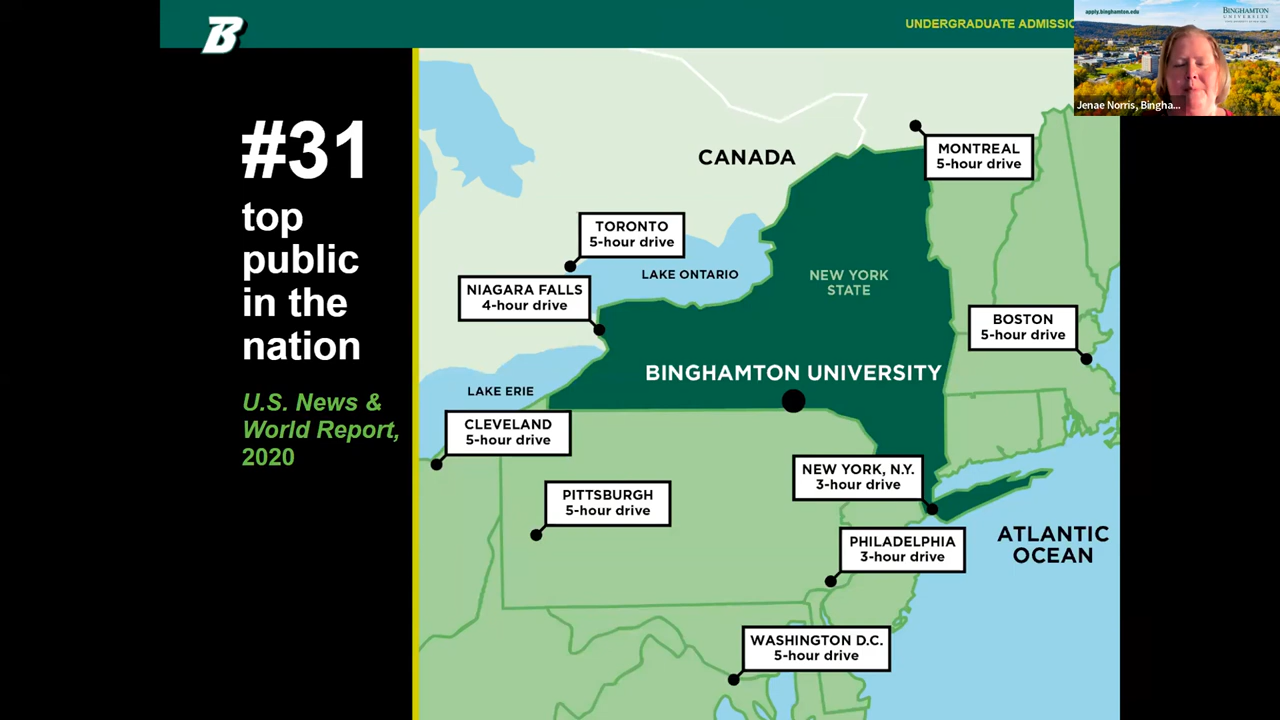 B
UNDERGRADUATE ADMISSIO
apply.binghamton.edu
BINGHAMTON
UNIVERSITY
Jenae Norris, Bingha...
#31
top
public
in the
nation
U.S. News &
World Report,
2020
CANADA
MONTREAL
5-hour drive
TORONTO
5-hour drive
LAKE ONTARIO
NEW YORK
STATE
NIAGARA FALLS
4-hour drive
BOSTON
5-hour drive
BINGHAMTON UNIVERSITY
LAKE ERIE
CLEVELAND
5-hour drive
NEW YORK, N.Y.
3-hour drive
PITTSBURGH
5-hour drive
PHILADELPHIA
3-hour drive
ATLANTIC
OCEAN
WASHINGTON D.C.
5-hour drive